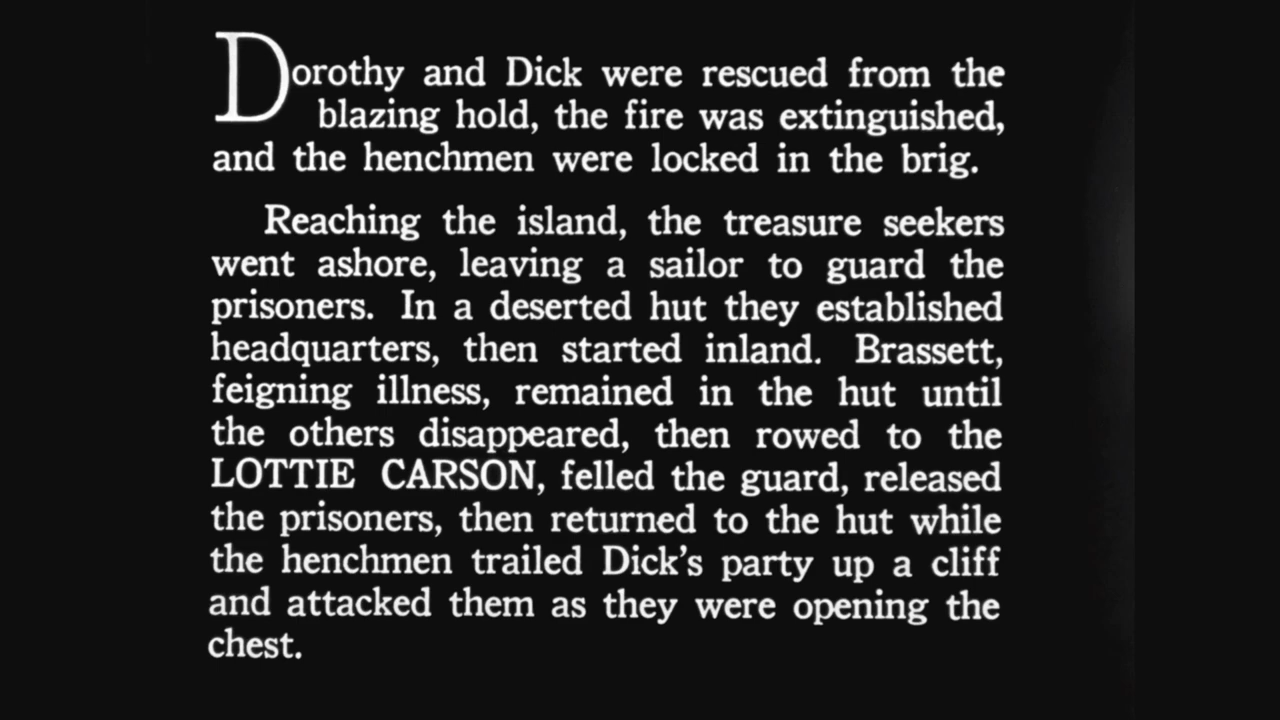 Dorothy and Dick were rescued from the
blazing hold, the fire was extinguished,
and the henchmen were locked in the brig.
Reaching the island, the treasure seekers
went ashore, leaving a sailor to guard the
prisoners. In a deserted hut they established
headquarters, then started inland. Brassett,
feigning illness, remained in the hut until
the others disappeared, then rowed to the
LOTTIE CARSON, felled the guard, released
the prisoners, then returned to the hut while
the henchmen trailed Dick's party up a cliff
and attacked them as they were opening the
chest.